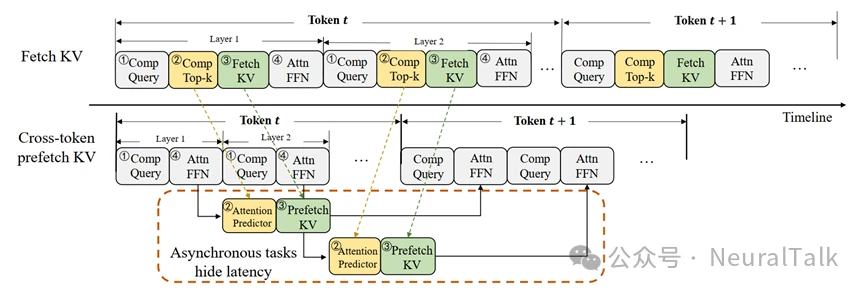 Token t
Token t + 1
Layer 1
Layer 2
Fetch KV
①Comp
Query
②Comp
Top-k
③Fetch
KV
④ Attn
FFN
①Comp
Query
②Comp
Top-k
③Fetch
KV
④ Attn
FFN
...
Comp
Query
Comp
Top-k
Fetch
KV
Attn
FFN
...
Timeline
Cross-token
prefetch KV
Token t
Token t + 1
Layer 1
Layer 2
①Comp
Query
④ Attn
FFN
①Comp
Query
④ Attn
FFN
...
Comp
Query
Attn
FFN
Comp
Query
Attn
FFN
...
②Attention
Predictor
③Prefetch
KV
②Attention
Predictor
③Prefetch
KV
Asynchronous tasks
hide latency
公众号 · NeuralTalk